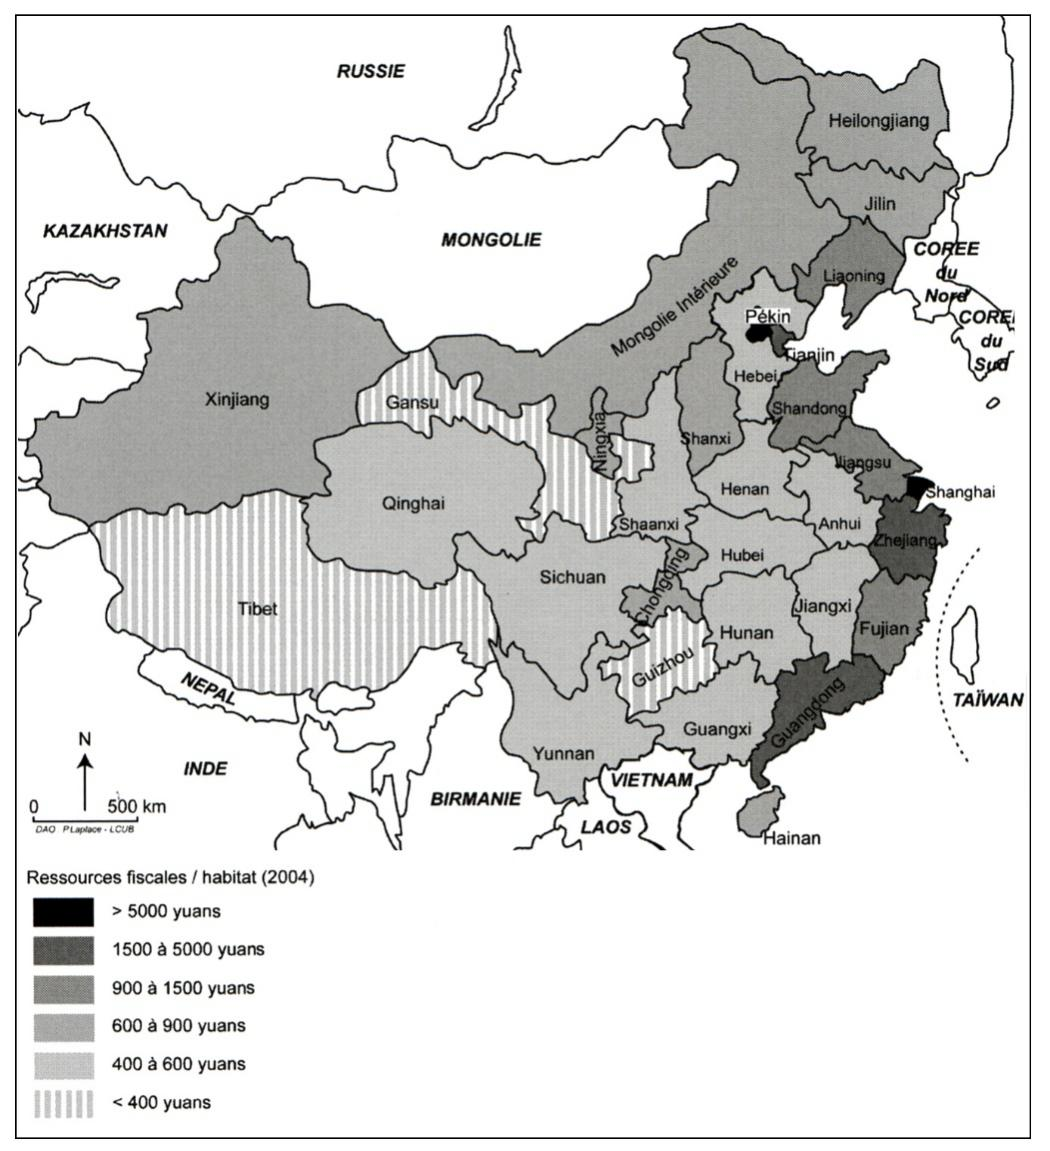 RUSSIE
Heilongjiang
Jilin
KAZAKHSTAN
MONGOLIE
COREE
du
Nord
Liaoning
Mongolie Intérieure
Pékin
CORE
du
Sud
Tianjin
Hebei
Xinjiang
Gansu
Shandong
Ningxia
Shanxi
Jiangsu
Qinghai
Henan
Shanghai
Shaanxi
Anhui
Zhejiang
Hubei
Sichuan
Chongqing
Tibet
Jiangxi
Hunan
Fujian
Guizhou
NEPAL
TAÏWAN
Guangdong
Guangxi
N
Yunnan
INDE
VIETNAM
BIRMANIE
0 500 km
LAOS
DAO P Laplace - LCUB
Hainan
Ressources fiscales / habitat (2004)
> 5000 yuans
1500 à 5000 yuans
900 à 1500 yuans
600 à 900 yuans
400 à 600 yuans
< 400 yuans